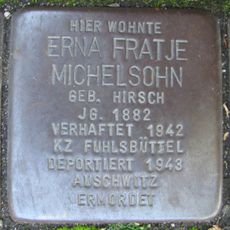 HIER WOHNTE
ERNA FRATJE
MICHELSOHN
GEB. HIRSCH
JG. 1882
VERHAFTET 1942
KZ FUHLSBÜTTEL
DEPORTIERT 1943
AUSCHWITZ
ERMORDET